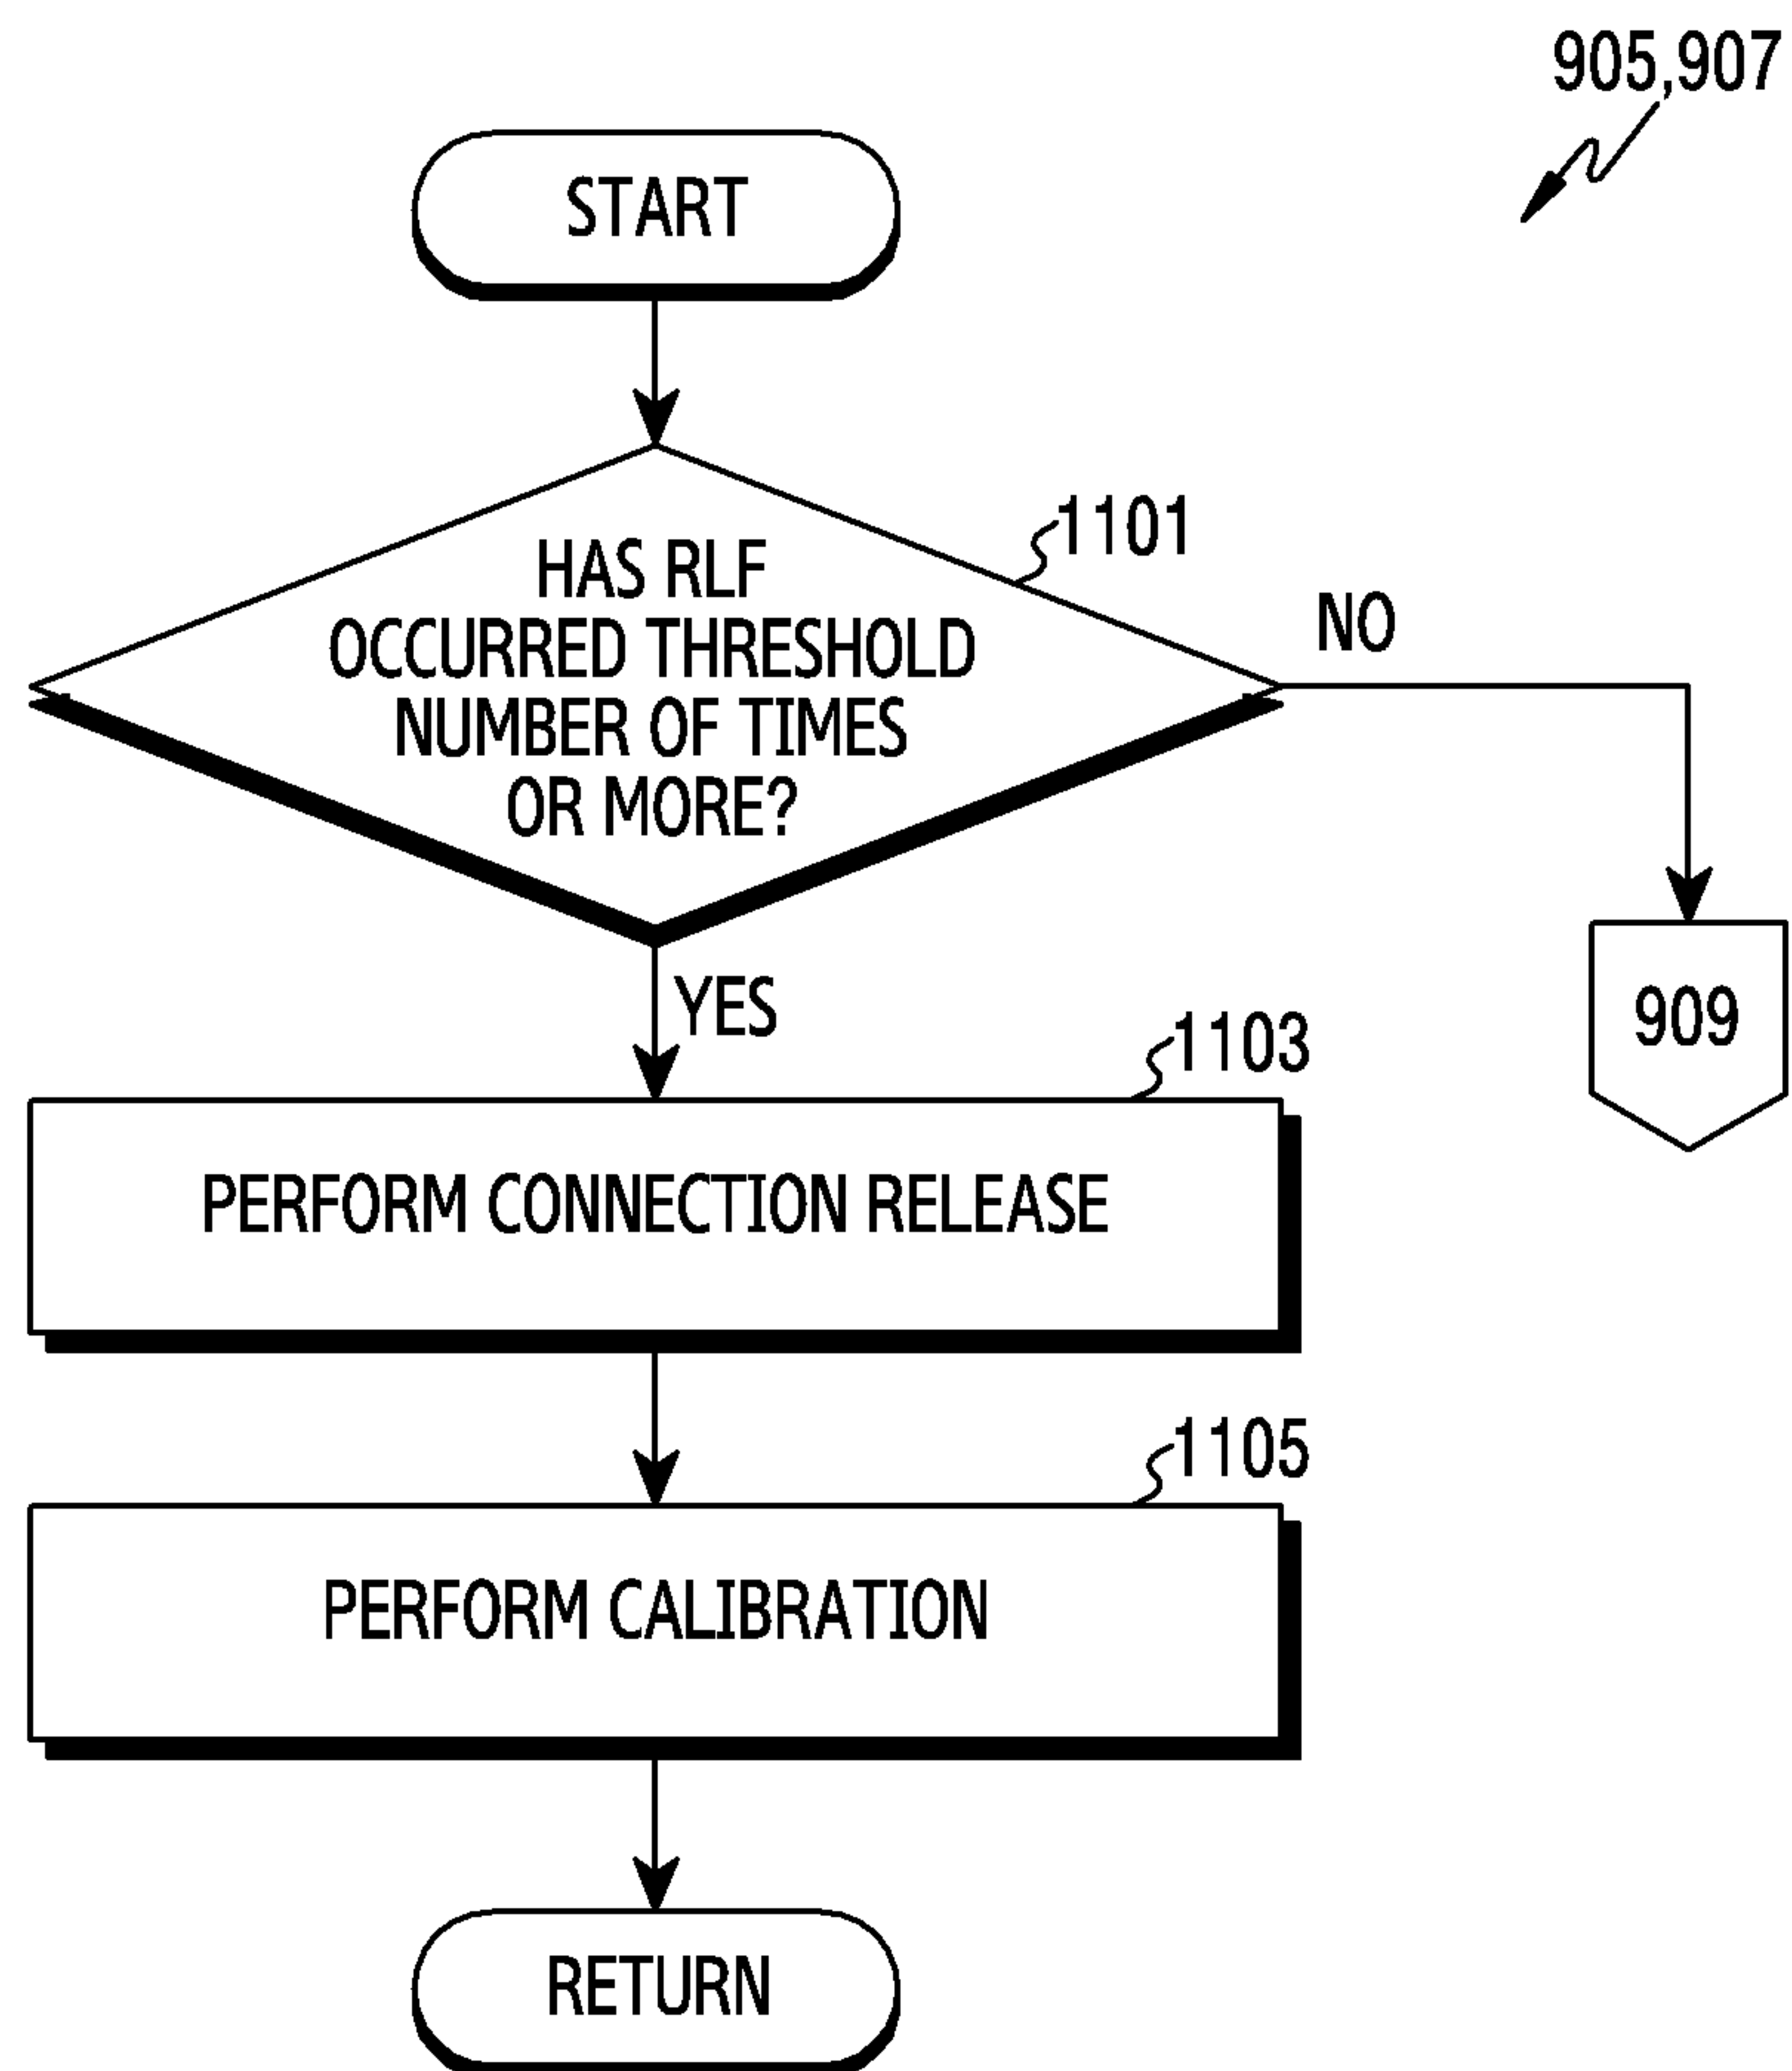 905,907
START
1101
HAS RLF
OCCURRED THRESHOLD
NUMBER OF TIMES
OR MORE?
NO
YES
909
1103
PERFORM CONNECTION RELEASE
1105
PERFORM CALIBRATION
RETURN